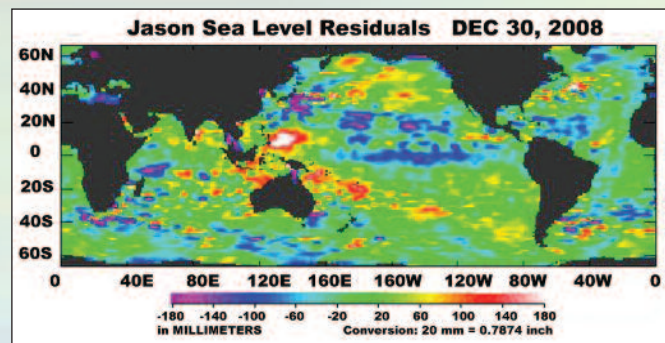 Jason Sea Level Residuals DEC 30, 2008
60N
40N
20N
0
20S
40S
60S
0 40E 80E 120E 160E 160W 120W 80W 40W 0
-180 -140 -100 -60 -20 20 60 100 140 180
in MILLIMETERS Conversion: 20 mm = 0.7874 inch